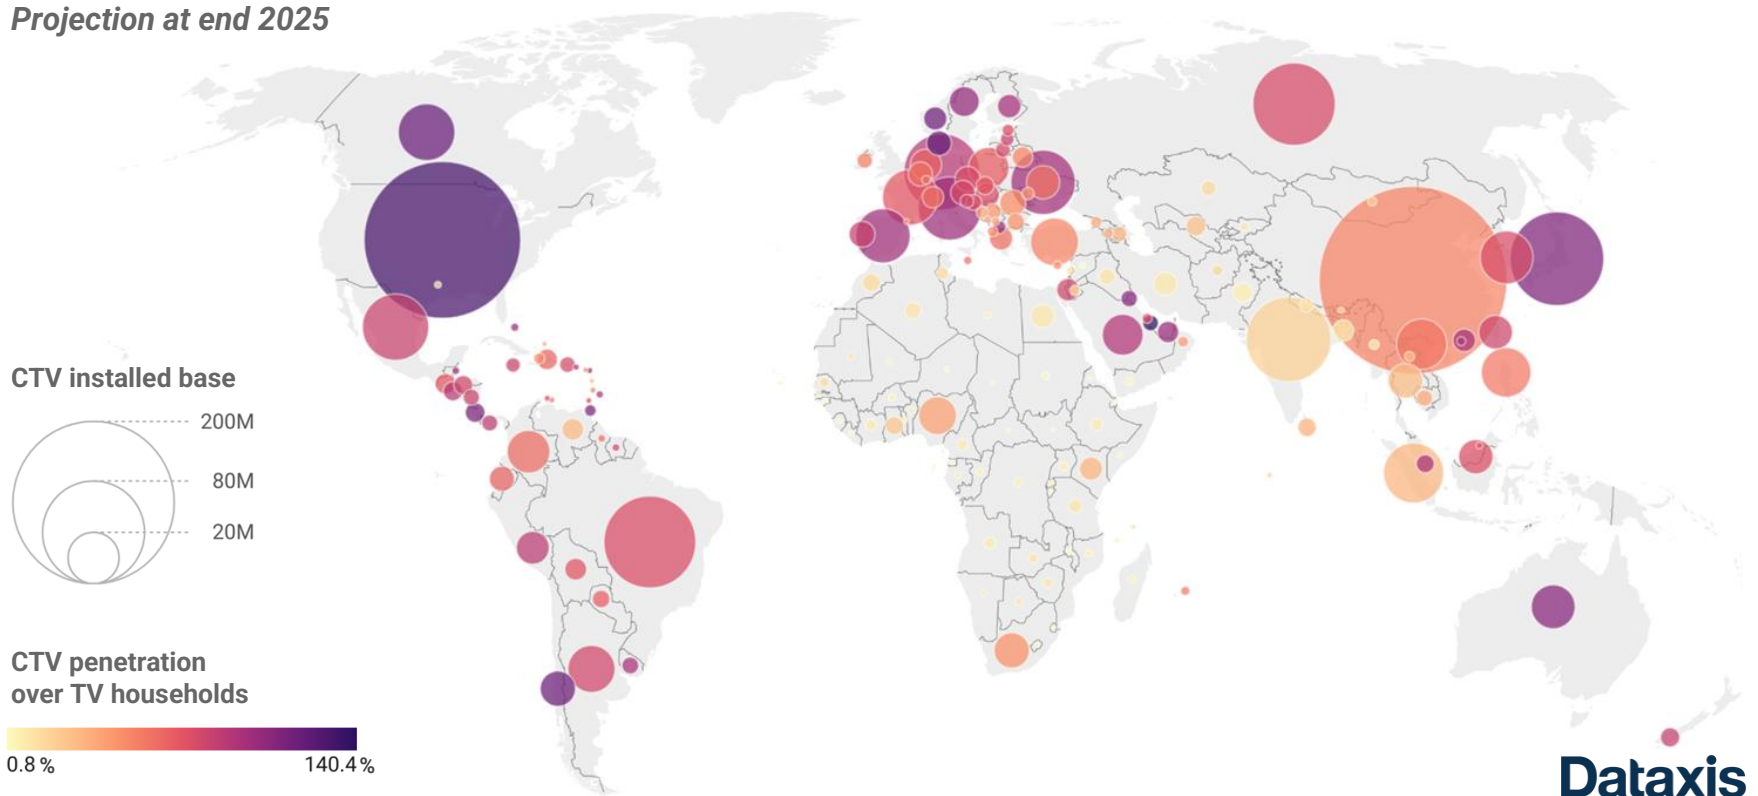 Projection at end 2025
CTV installed base
200M
80M
20M
CTV penetration
over TV households
0.8 %
140.4 %
Dataxis